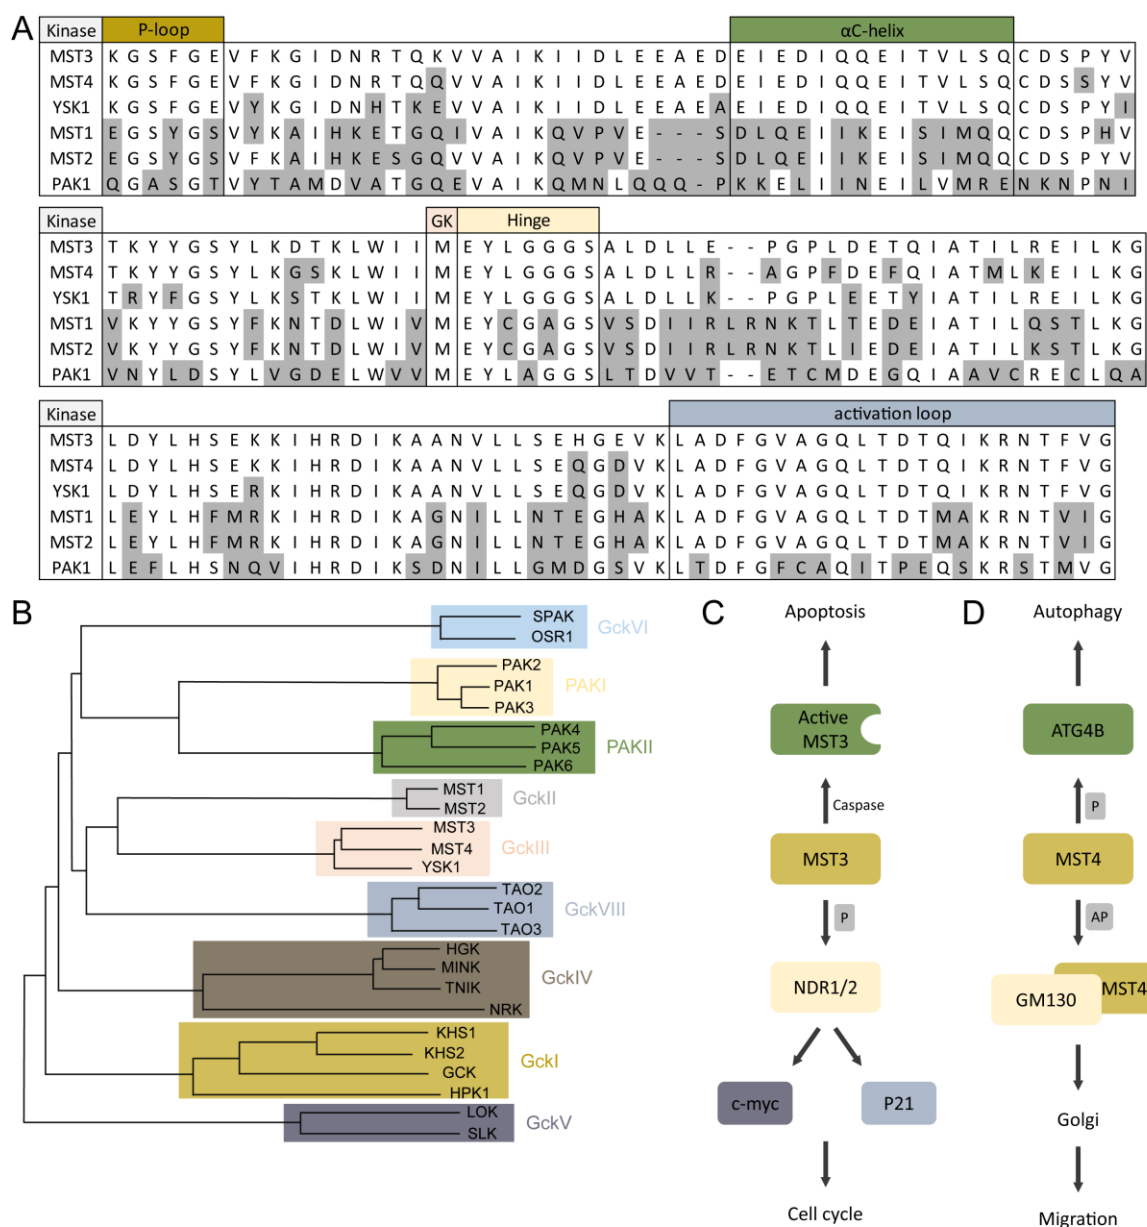 A
Kinase P-loop αC-helix
MST3 K G S F G E V F K G I D N R T Q K V V A I K I I D L E E A E D E I E D I Q Q E I T V L S Q C D S P Y V
MST4 K G S F G E V F K G I D N R T Q Q V V A I K I I D L E E A E D E I E D I Q Q E I T V L S Q C D S S Y V
YSK1 K G S F G E V Y K G I D N H T K E V V A I K I I D L E E A E A E I E D I Q Q E I T V L S Q C D S P Y I
MST1 E G S Y G S V Y K A I H K E T G Q I V A I K Q V P V E - - - S D L Q E I I K E I S I M Q Q C D S P H V
MST2 E G S Y G S V F K A I H K E S G Q V V A I K Q V P V E - - - S D L Q E I I K E I S I M Q Q C D S P Y V
PAK1 Q G A S G T V Y T A M D V A T G Q E V A I K Q M N L Q Q Q - P K K E L I I N E I L V M R E N K N P N I
Kinase GK Hinge
MST3 T K Y Y G S Y L K D T K L W I I M E Y L G G G S A L D L L E - - P G P L D E T Q I A T I L R E I L K G
MST4 T K Y Y G S Y L K G S K L W I I M E Y L G G G S A L D L L R - - A G P F D E F Q I A T M L K E I L K G
YSK1 T R Y F G S Y L K S T K L W I I M E Y L G G G S A L D L L K - - P G P L E E T Y I A T I L R E I L K G
MST1 V K Y Y G S Y F K N T D L W I V M E Y C G A G S V S D I I R L R N K T L T E D E I A T I L Q S T L K G
MST2 V K Y Y G S Y F K N T D L W I V M E Y C G A G S V S D I I R L R N K T L I E D E I A T I L K S T L K G
PAK1 V N Y L D S Y L V G D E L W V V M E Y L A G G S L T D V V T - - E T C M D E G Q I A A V C R E C L Q A
Kinase activation loop
MST3 L D Y L H S E K K I H R D I K A A N V L L S E H G E V K L A D F G V A G Q L T D T Q I K R N T F V G
MST4 L D Y L H S E K K I H R D I K A A N V L L S E Q G D V K L A D F G V A G Q L T D T Q I K R N T F V G
YSK1 L D Y L H S E R K I H R D I K A A N V L L S E Q G D V K L A D F G V A G Q L T D T Q I K R N T F V G
MST1 L E Y L H F M R K I H R D I K A G N I L L N T E G H A K L A D F G V A G Q L T D T M A K R N T V I G
MST2 L E Y L H F M R K I H R D I K A G N I L L N T E G H A K L A D F G V A G Q L T D T M A K R N T V I G
PAK1 L E F L H S N Q V I H R D I K S D N I L L G M D G S V K L T D F G F C A Q I T P E Q S K R S T M V G
B
SPAK
OSR1
GckVI
PAK2
PAK1
PAK3
PAKI
PAK4
PAK5
PAK6
PAKII
MST1
MST2
GckII
MST3
MST4
YSK1
GckIII
TAO2
TAO1
TAO3
GckVIII
HGK
MINK
TNIK
NRK
GckIV
KHS1
KHS2
GCK
HPK1
GckI
LOK
SLK
GckV
C
Apoptosis
Active
MST3
Caspase
MST3
P
NDR1/2
c-myc
P21
Cell cycle
D
Autophagy
ATG4B
P
MST4
AP
MST4
GM130
Golgi
Migration